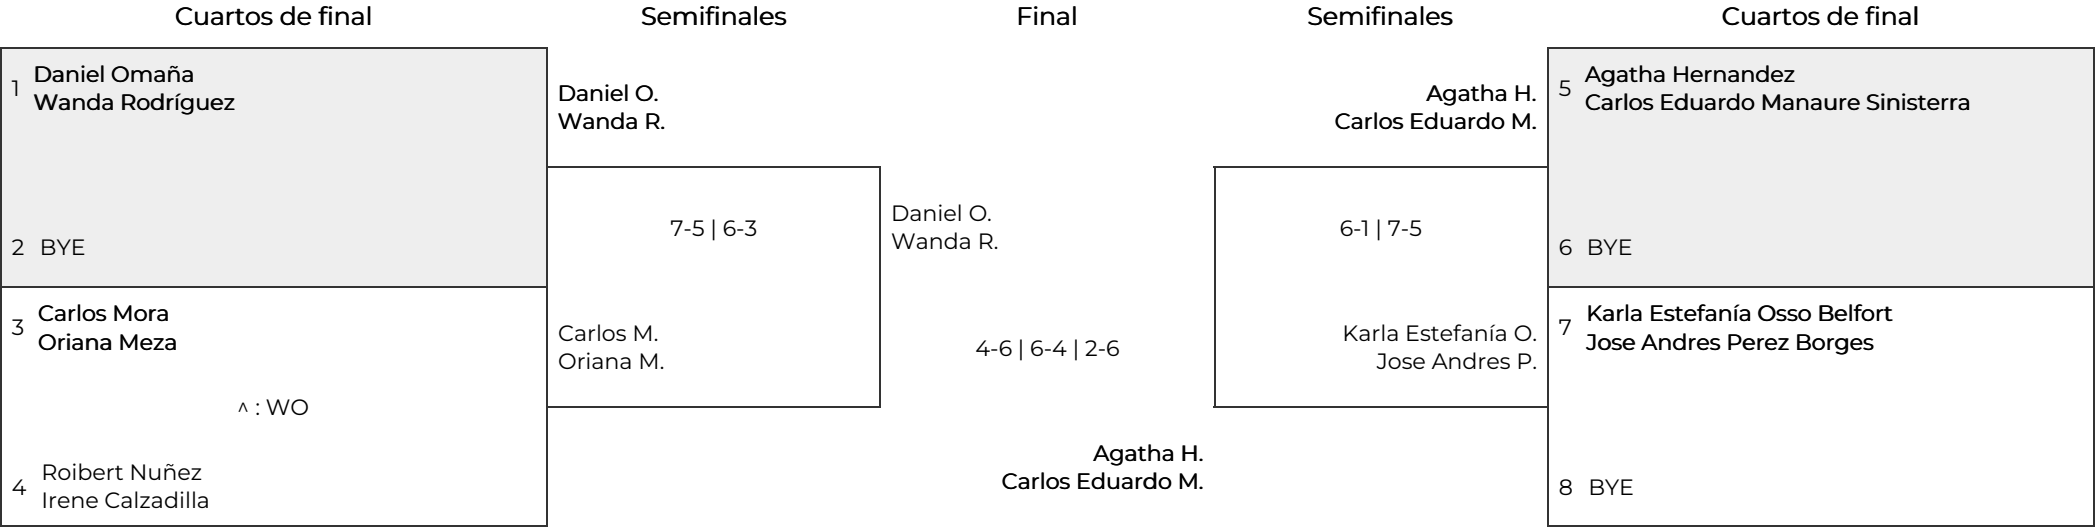 Cuartos de final
Semifinales
Final
Semifinales
Cuartos de final
1
Daniel Omaña
Wanda Rodríguez
2 BYE
3
Carlos Mora
Oriana Meza
^ : WO
4
Roibert Nuñez
Irene Calzadilla
Daniel O.
Wanda R.
7-5 | 6-3
Carlos M.
Oriana M.
Daniel O.
Wanda R.
4-6 | 6-4 | 2-6
Agatha H.
Carlos Eduardo M.
Agatha H.
Carlos Eduardo M.
6-1 | 7-5
Karla Estefanía O.
Jose Andres P.
5
Agatha Hernandez
Carlos Eduardo Manaure Sinisterra
6 BYE
7
Karla Estefanía Osso Belfort
Jose Andres Perez Borges
8 BYE